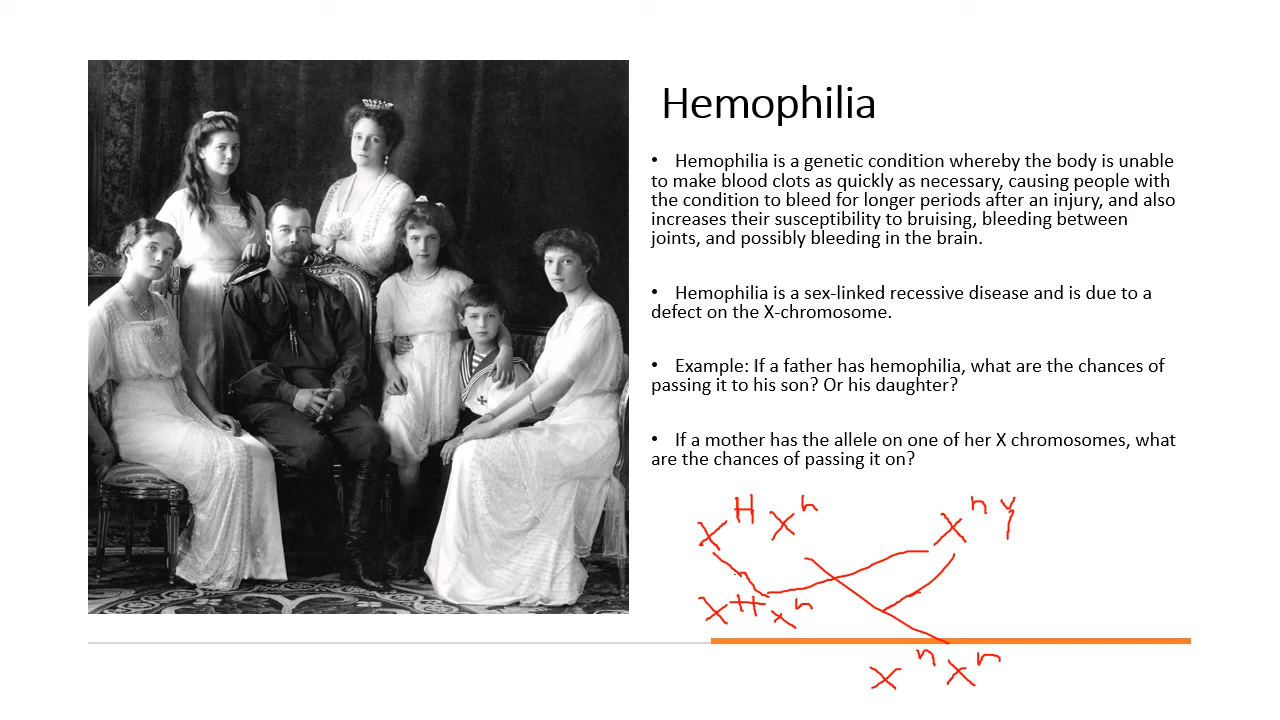 Hemophilia
• Hemophilia is a genetic condition whereby the body is unable
to make blood clots as quickly as necessary, causing people with
the condition to bleed for longer periods after an injury, and also
increases their susceptibility to bruising, bleeding between
joints, and possibly bleeding in the brain.
• Hemophilia is a sex-linked recessive disease and is due to a
defect on the X-chromosome.
• Example: If a father has hemophilia, what are the chances of
passing it to his son? Or his daughter?
• If a mother has the allele on one of her X chromosomes, what
are the chances of passing it on?
X^H X^h X^h Y
X^H X^h
X^h X^h